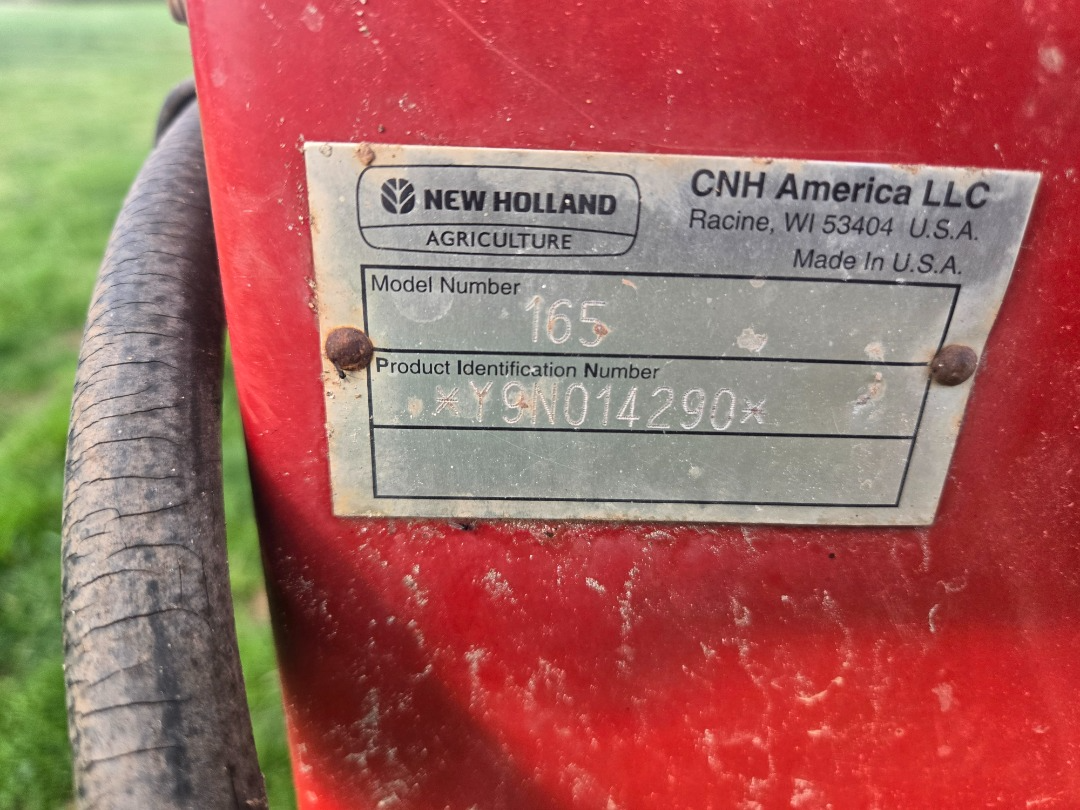 NEW HOLLAND
AGRICULTURE
CNH America LLC
Racine, WI 53404 U.S.A.
Made In U.S.A.
Model Number
165
Product Identification Number
*Y9N014290*